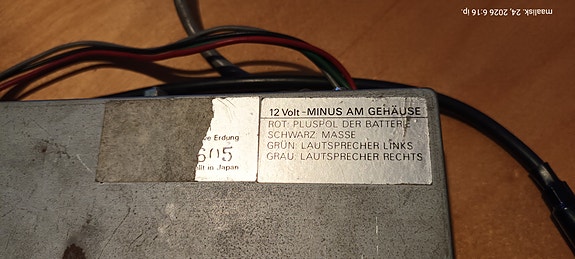 maalisk. 24, 2026 6:16 ip.
12 Volt - MINUS AM GEHÄUSE
ROT: PLUSPOL DER BATTERIE
SCHWARZ: MASSE
GRÜN: LAUTSPRECHER LINKS
GRAU: LAUTSPRECHER RECHTS
Erdung
605
in Japan